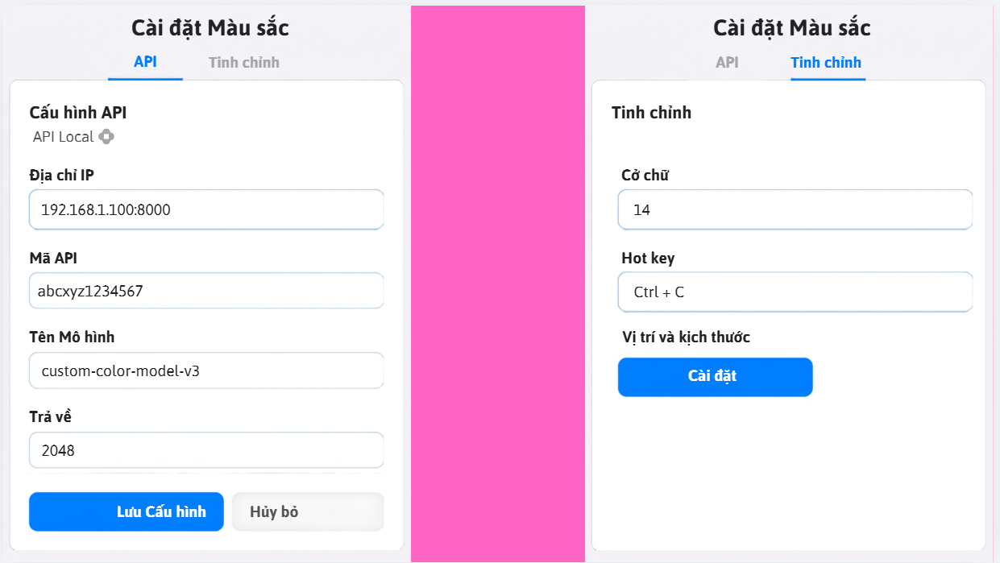 Cài đặt Màu sắc
API
Tinh chỉnh
Cấu hình API
API Local
Địa chỉ IP
192.168.1.100:8000
Mã API
abcxyz1234567
Tên Mô hình
custom-color-model-v3
Trả về
2048
Lưu Cấu hình
Hủy bỏ
Cài đặt Màu sắc
API
Tinh chỉnh
Tinh chỉnh
Cở chữ
14
Hot key
Ctrl + C
Vị trí và kịch thước
Cài đặt